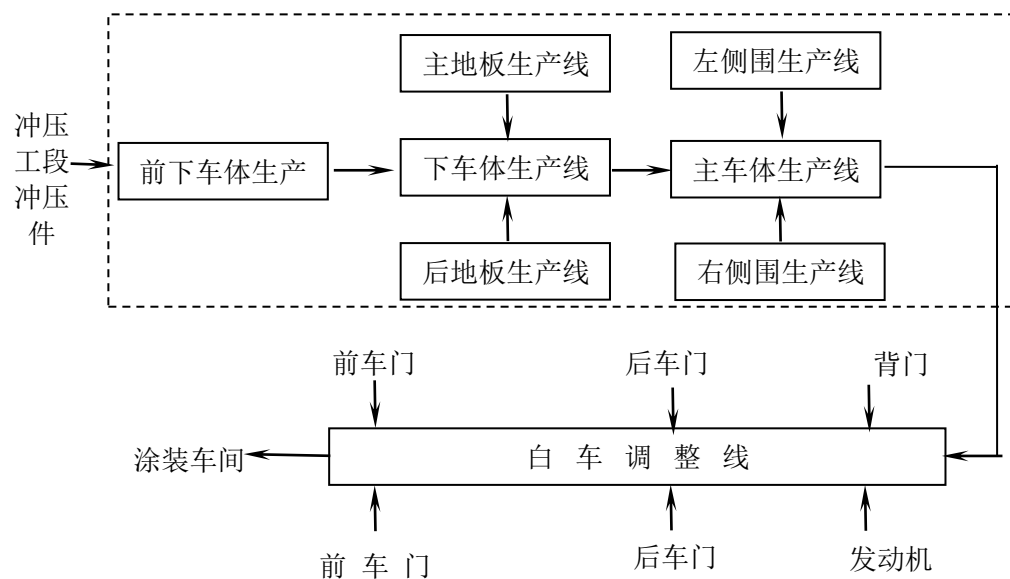 主地板生产线
左侧围生产线
冲压
工段
冲压
件
前下车体生产
下车体生产线
主车体生产线
后地板生产线
右侧围生产线
前车门
后车门
背门
涂装车间
白 车 调 整 线
前 车 门
后车门
发动机